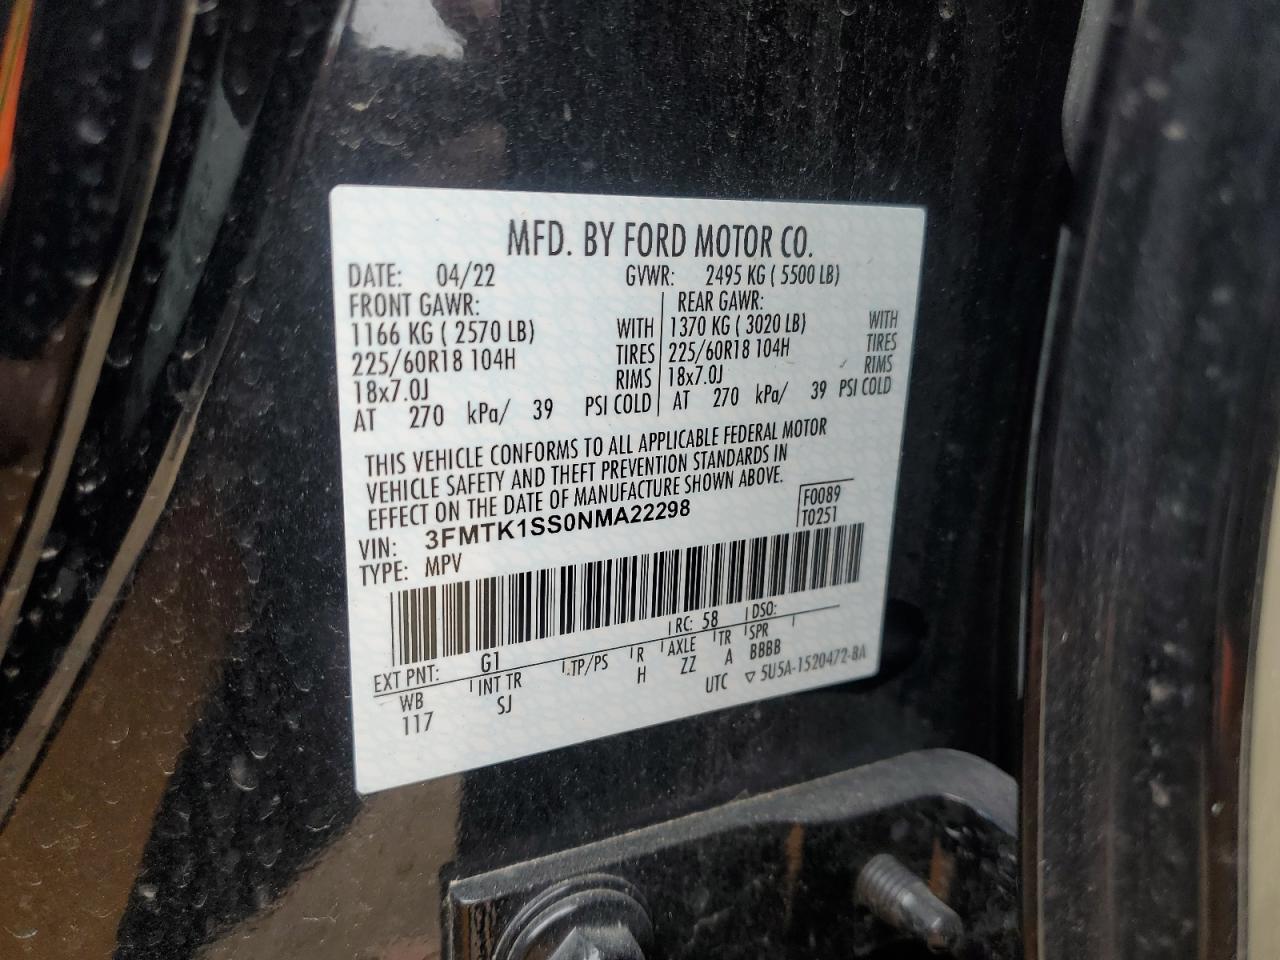 MFD. BY FORD MOTOR CO.
DATE: 04/22 GVWR: 2495 KG ( 5500 LB)
FRONT GAWR: REAR GAWR:
1166 KG ( 2570 LB) WITH 1370 KG ( 3020 LB) WITH
225/60R18 104H TIRES 225/60R18 104H TIRES
18x7.0J RIMS 18x7.0J RIMS
AT 270 kPa/ 39 PSI COLD AT 270 kPa/ 39 PSI COLD
THIS VEHICLE CONFORMS TO ALL APPLICABLE FEDERAL MOTOR
VEHICLE SAFETY AND THEFT PREVENTION STANDARDS IN
EFFECT ON THE DATE OF MANUFACTURE SHOWN ABOVE.
VIN: 3FMTK1SS0NMA22298 F0089
TYPE: MPV T0251
EXT PNT: G1 RC: 58 DSO:
WB INT TR TP/PS R AXLE TR SPR
117 SJ H ZZ A BBBB
UTC ▽ 5U5A-1520472-BA